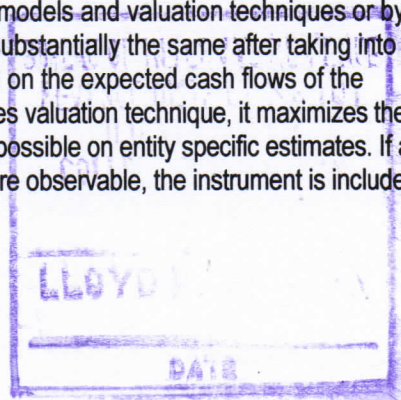 models and valuation techniques or by
substantially the same after taking into
on the expected cash flows of the
es valuation technique, it maximizes the
possible on entity specific estimates. If a
re observable, the instrument is include
LLOYD
DATE